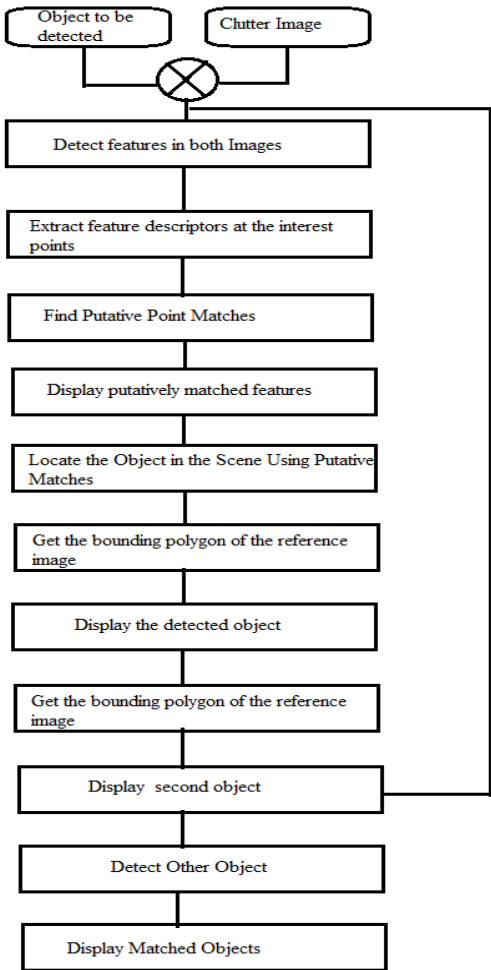 Object to be
detected
Clutter Image
Detect features in both Images
Extract feature descriptors at the interest
points
Find Putative Point Matches
Display putatively matched features
Locate the Object in the Scene Using Putative
Matches
Get the bounding polygon of the reference
image
Display the detected object
Get the bounding polygon of the reference
image
Display second object
Detect Other Object
Display Matched Objects